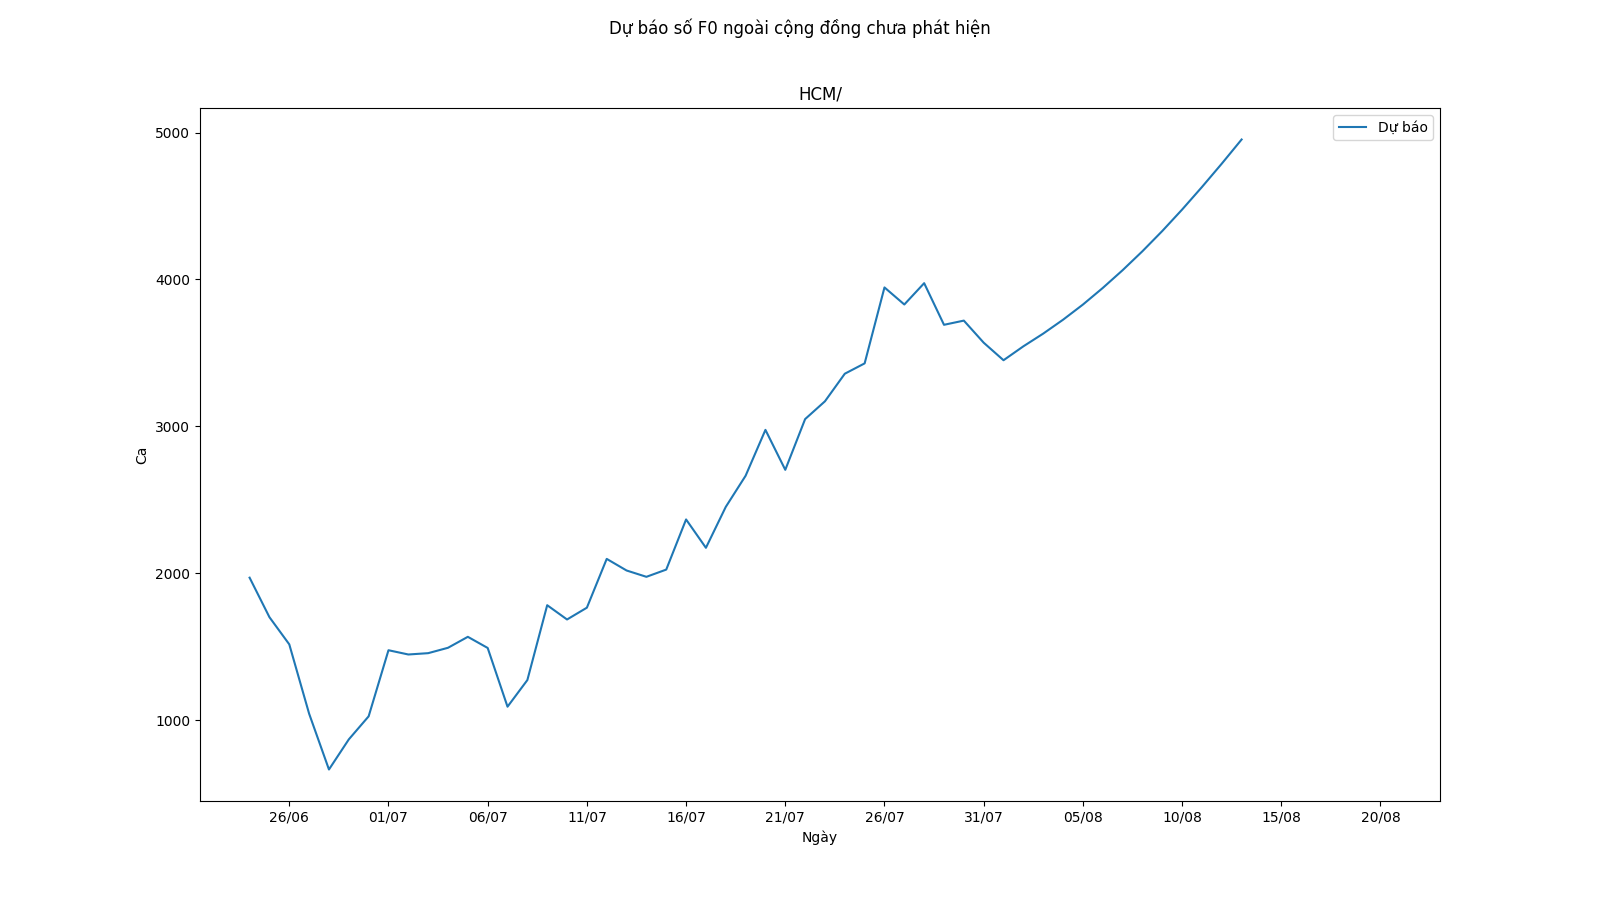 Dự báo số F0 ngoài cộng đồng chưa phát hiện
HCM/
Dự báo
5000
4000
3000
2000
1000
Ca
26/06 01/07 06/07 11/07 16/07 21/07 26/07 31/07 05/08 10/08 15/08 20/08
Ngày